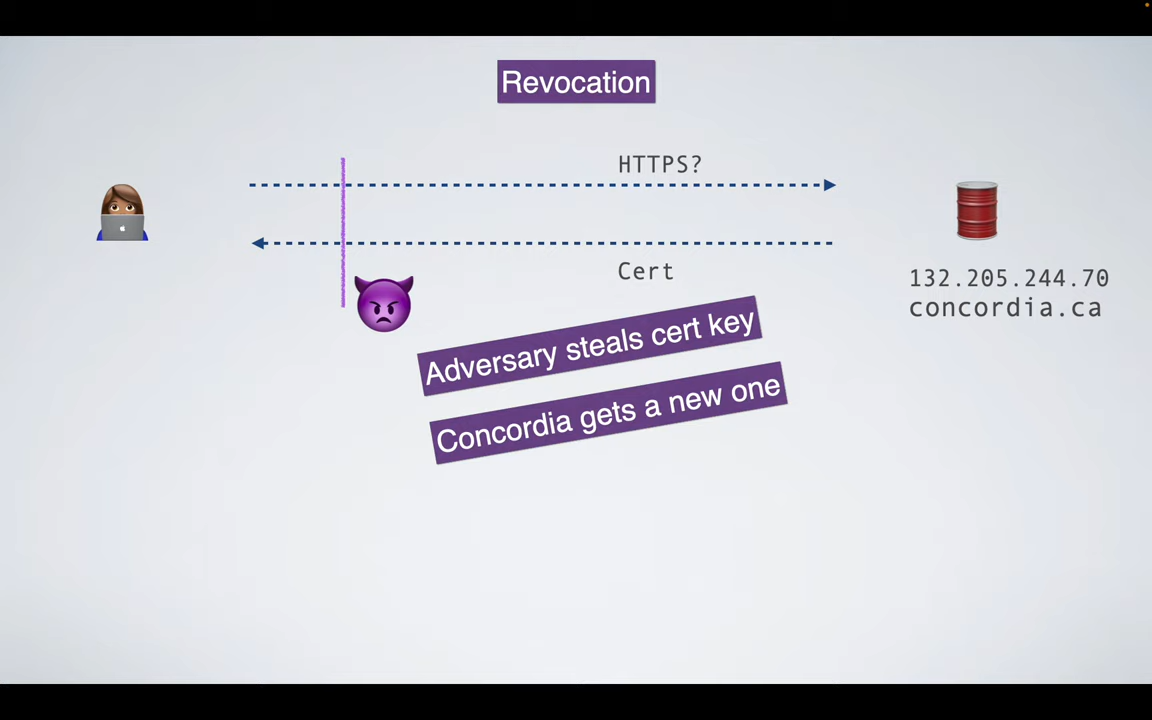 Revocation
HTTPS?
Cert
132.205.244.70
concordia.ca
Adversary steals cert key
Concordia gets a new one